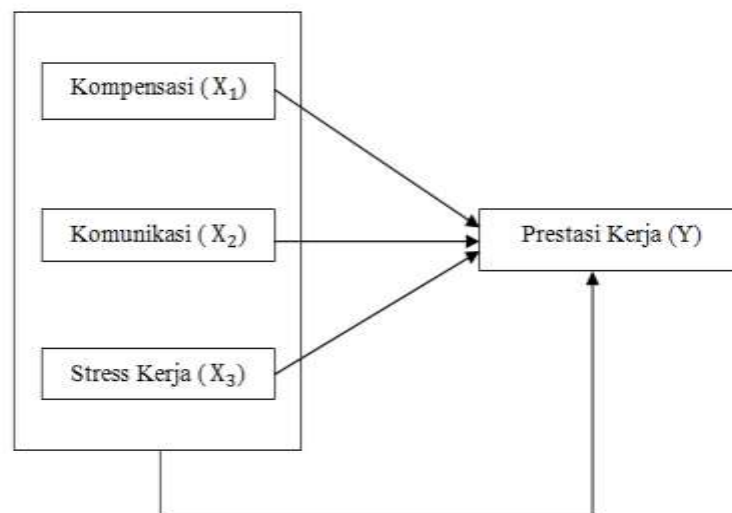 Kompensasi (X₁)
Komunikasi (X₂)
Prestasi Kerja (Y)
Stress Kerja (X₃)